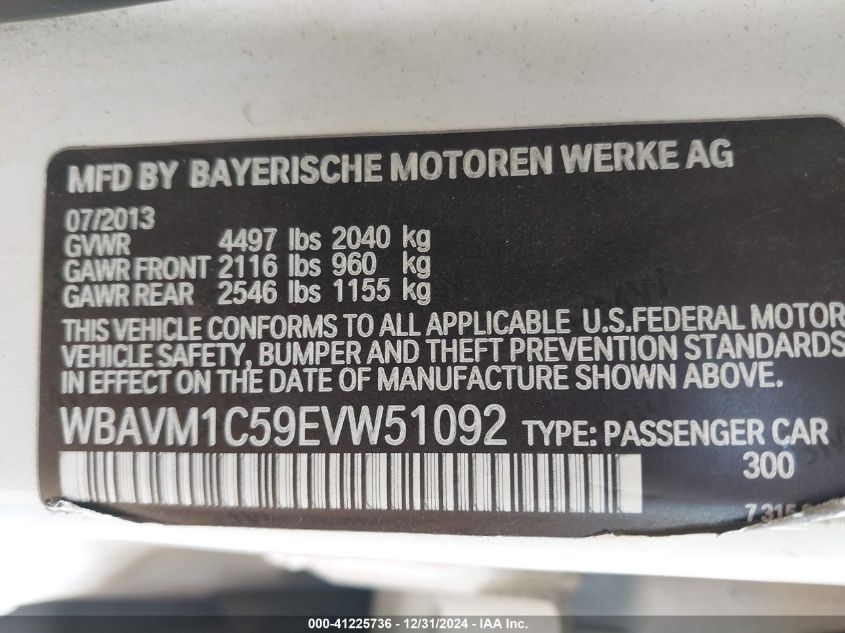 MFD BY BAYERISCHE MOTOREN WERKE AG
07/2013
GVWR 4497 lbs 2040 kg
GAWR FRONT 2116 lbs 960 kg
GAWR REAR 2546 lbs 1155 kg
THIS VEHICLE CONFORMS TO ALL APPLICABLE U.S.FEDERAL MOTOR
VEHICLE SAFETY, BUMPER AND THEFT PREVENTION STANDARDS
IN EFFECT ON THE DATE OF MANUFACTURE SHOWN ABOVE.
WBAVM1C59EVW51092 TYPE: PASSENGER CAR
300
7 315
000-41225736 - 12/31/2024 - IAA Inc.